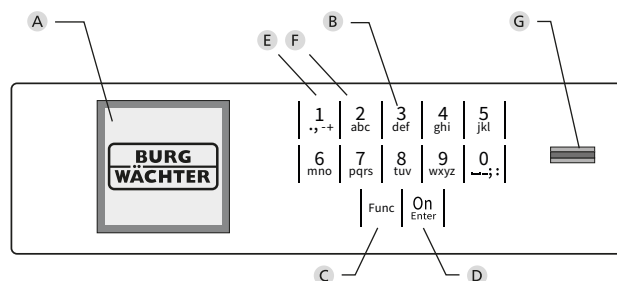 A
B
G
E F
1 2 3 4 5
.,-+ abc def ghi jkl
BURG
WÄCHTER
6 7 8 9 0
mno pqrs tuv wxyz ⎵–;:
Func On
Enter
C
D